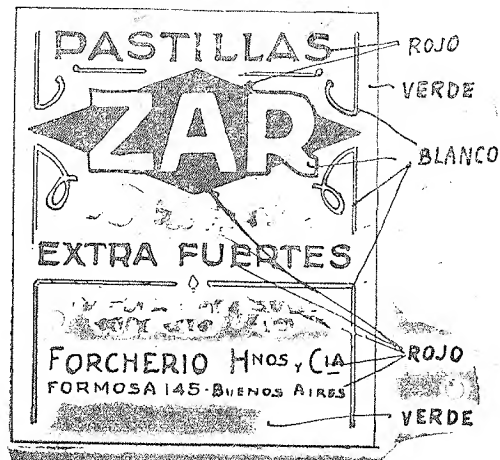 PASTILLAS
ROJO
VERDE
ZAR
BLANCO
EXTRA FUERTES
FORCHERIO HNOS Y CIA
ROJO
FORMOSA 145-BUENOS AIRES
VERDE